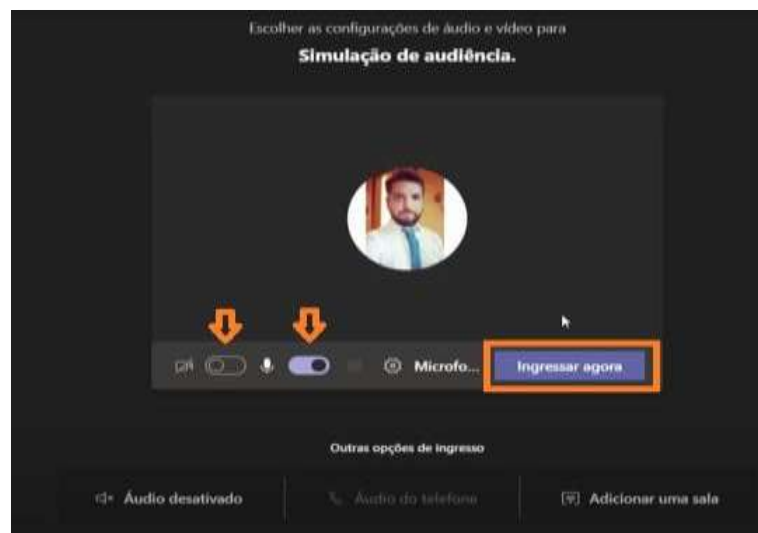 Escolher as configurações de áudio e vídeo para
Simulação de audiência.
Microfo...
Ingressar agora
Outras opções de ingresso
Áudio desativado
Áudio do telefone
Adicionar uma sala